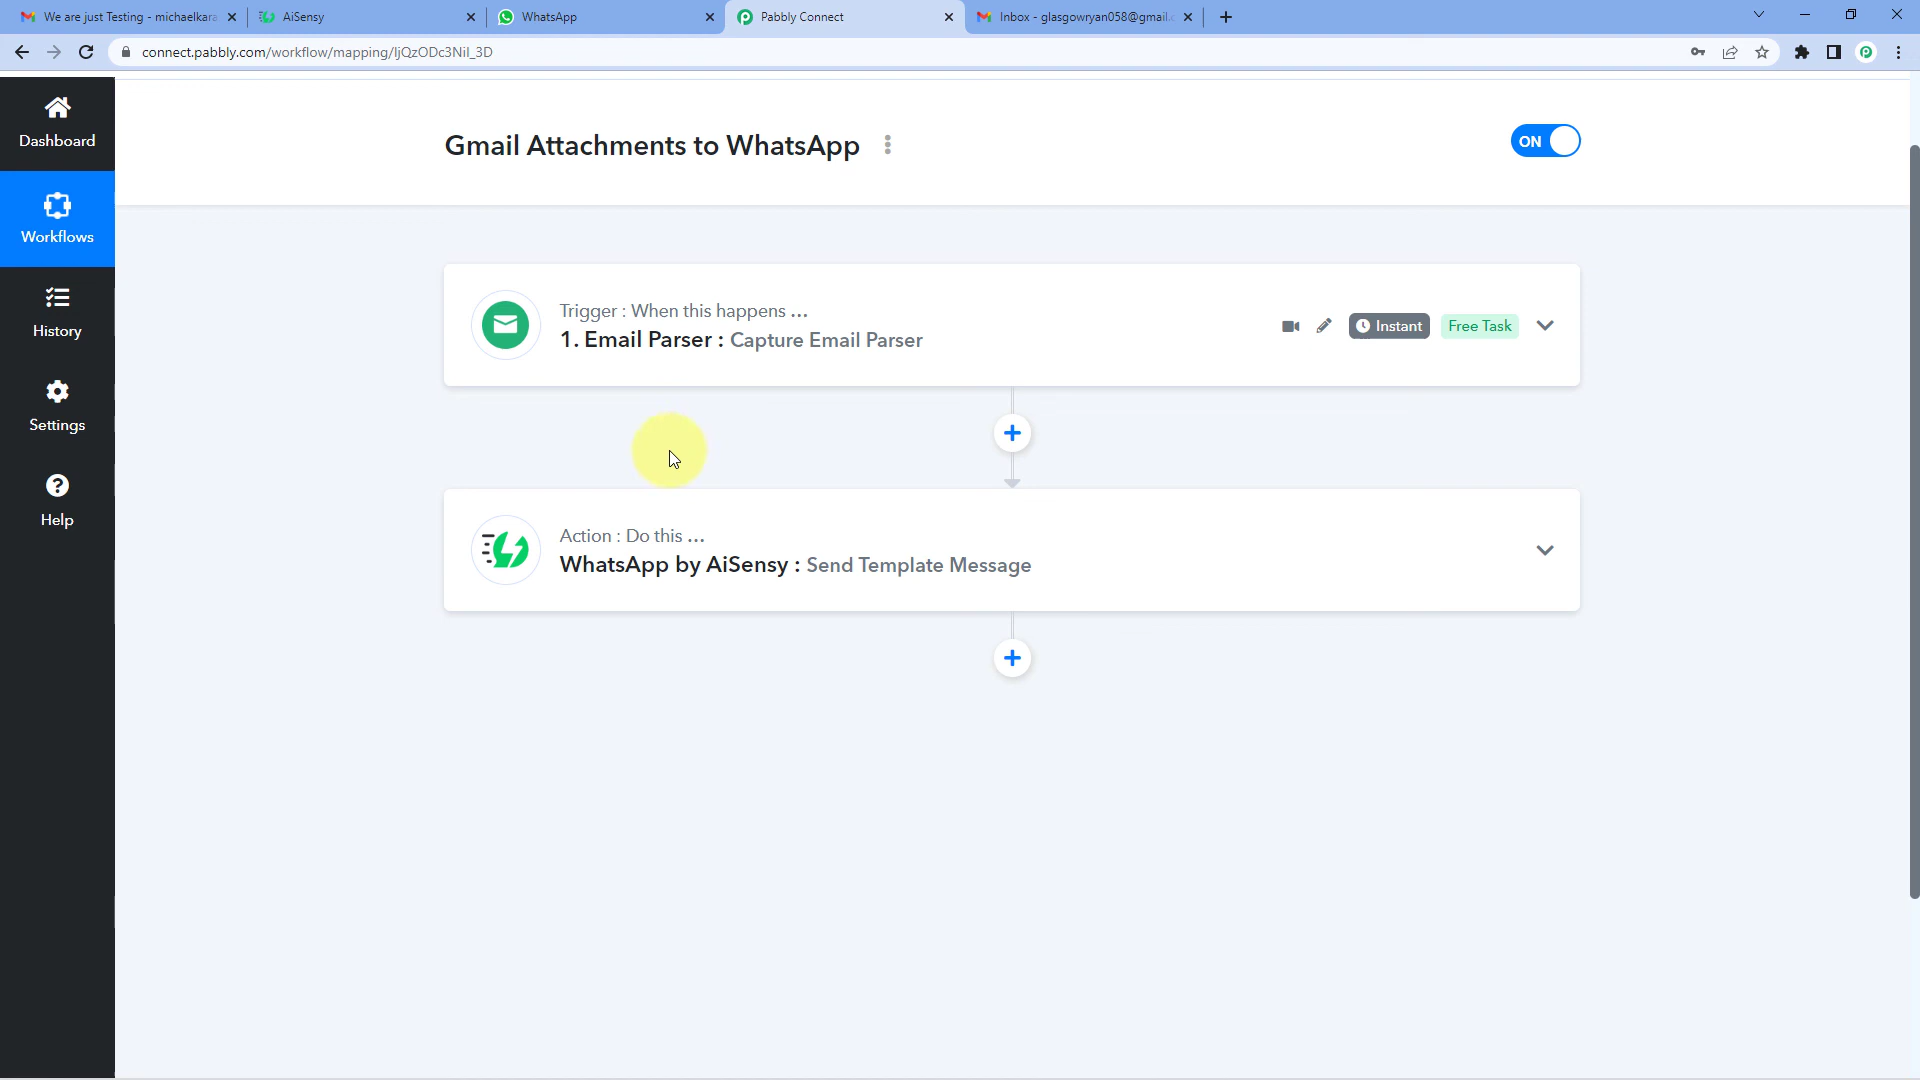 We are just Testing - michaelkara
AiSensy
WhatsApp
Pabbly Connect
Inbox - glasgowryan058@gmail.c
connect.pabbly.com/workflow/mapping/IjQzODc3NiI_3D
Dashboard
Workflows
History
Settings
Help
Gmail Attachments to WhatsApp
ON
Trigger : When this happens ...
1. Email Parser : Capture Email Parser
Instant
Free Task
Action : Do this ...
WhatsApp by AiSensy : Send Template Message